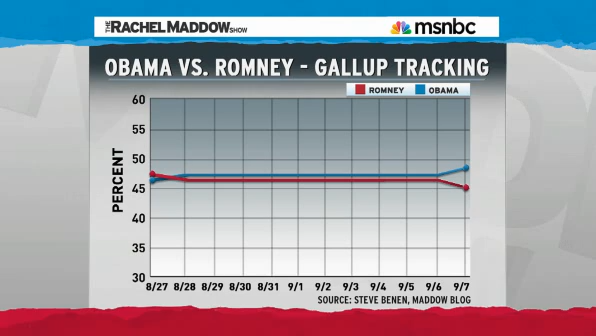 THE RACHEL MADDOW SHOW
msnbc
OBAMA VS. ROMNEY - GALLUP TRACKING
ROMNEY OBAMA
PERCENT
60
55
50
45
40
35
30
8/27 8/28 8/29 8/30 8/31 9/1 9/2 9/3 9/4 9/5 9/6 9/7
SOURCE: STEVE BENEN, MADDOW BLOG